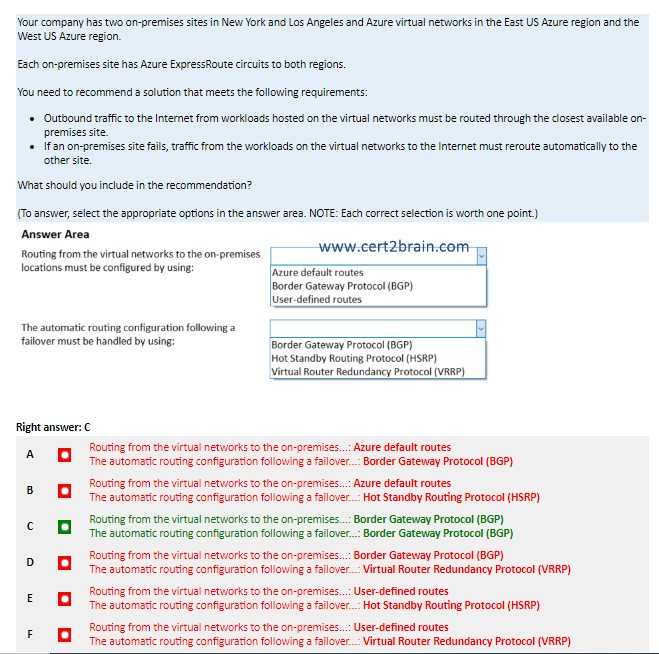 Your company has two on-premises sites in New York and Los Angeles and Azure virtual networks in the East US Azure region and the
West US Azure region.
Each on-premises site has Azure ExpressRoute circuits to both regions.
You need to recommend a solution that meets the following requirements:
• Outbound traffic to the Internet from workloads hosted on the virtual networks must be routed through the closest available on-
premises site.
• If an on-premises site fails, traffic from the workloads on the virtual networks to the Internet must reroute automatically to the
other site.
What should you include in the recommendation?
(To answer, select the appropriate options in the answer area. NOTE: Each correct selection is worth one point.)
Answer Area
www.cert2brain.com
Routing from the virtual networks to the on-premises
locations must be configured by using:
Azure default routes
Border Gateway Protocol (BGP)
User-defined routes
The automatic routing configuration following a
failover must be handled by using:
Border Gateway Protocol (BGP)
Hot Standby Routing Protocol (HSRP)
Virtual Router Redundancy Protocol (VRRP)
Right answer: C
A
Routing from the virtual networks to the on-premises...: Azure default routes
The automatic routing configuration following a failover...: Border Gateway Protocol (BGP)
B
Routing from the virtual networks to the on-premises...: Azure default routes
The automatic routing configuration following a failover...: Hot Standby Routing Protocol (HSRP)
C
Routing from the virtual networks to the on-premises...: Border Gateway Protocol (BGP)
The automatic routing configuration following a failover...: Border Gateway Protocol (BGP)
D
Routing from the virtual networks to the on-premises...: Border Gateway Protocol (BGP)
The automatic routing configuration following a failover...: Virtual Router Redundancy Protocol (VRRP)
E
Routing from the virtual networks to the on-premises...: User-defined routes
The automatic routing configuration following a failover...: Hot Standby Routing Protocol (HSRP)
F
Routing from the virtual networks to the on-premises...: User-defined routes
The automatic routing configuration following a failover...: Virtual Router Redundancy Protocol (VRRP)